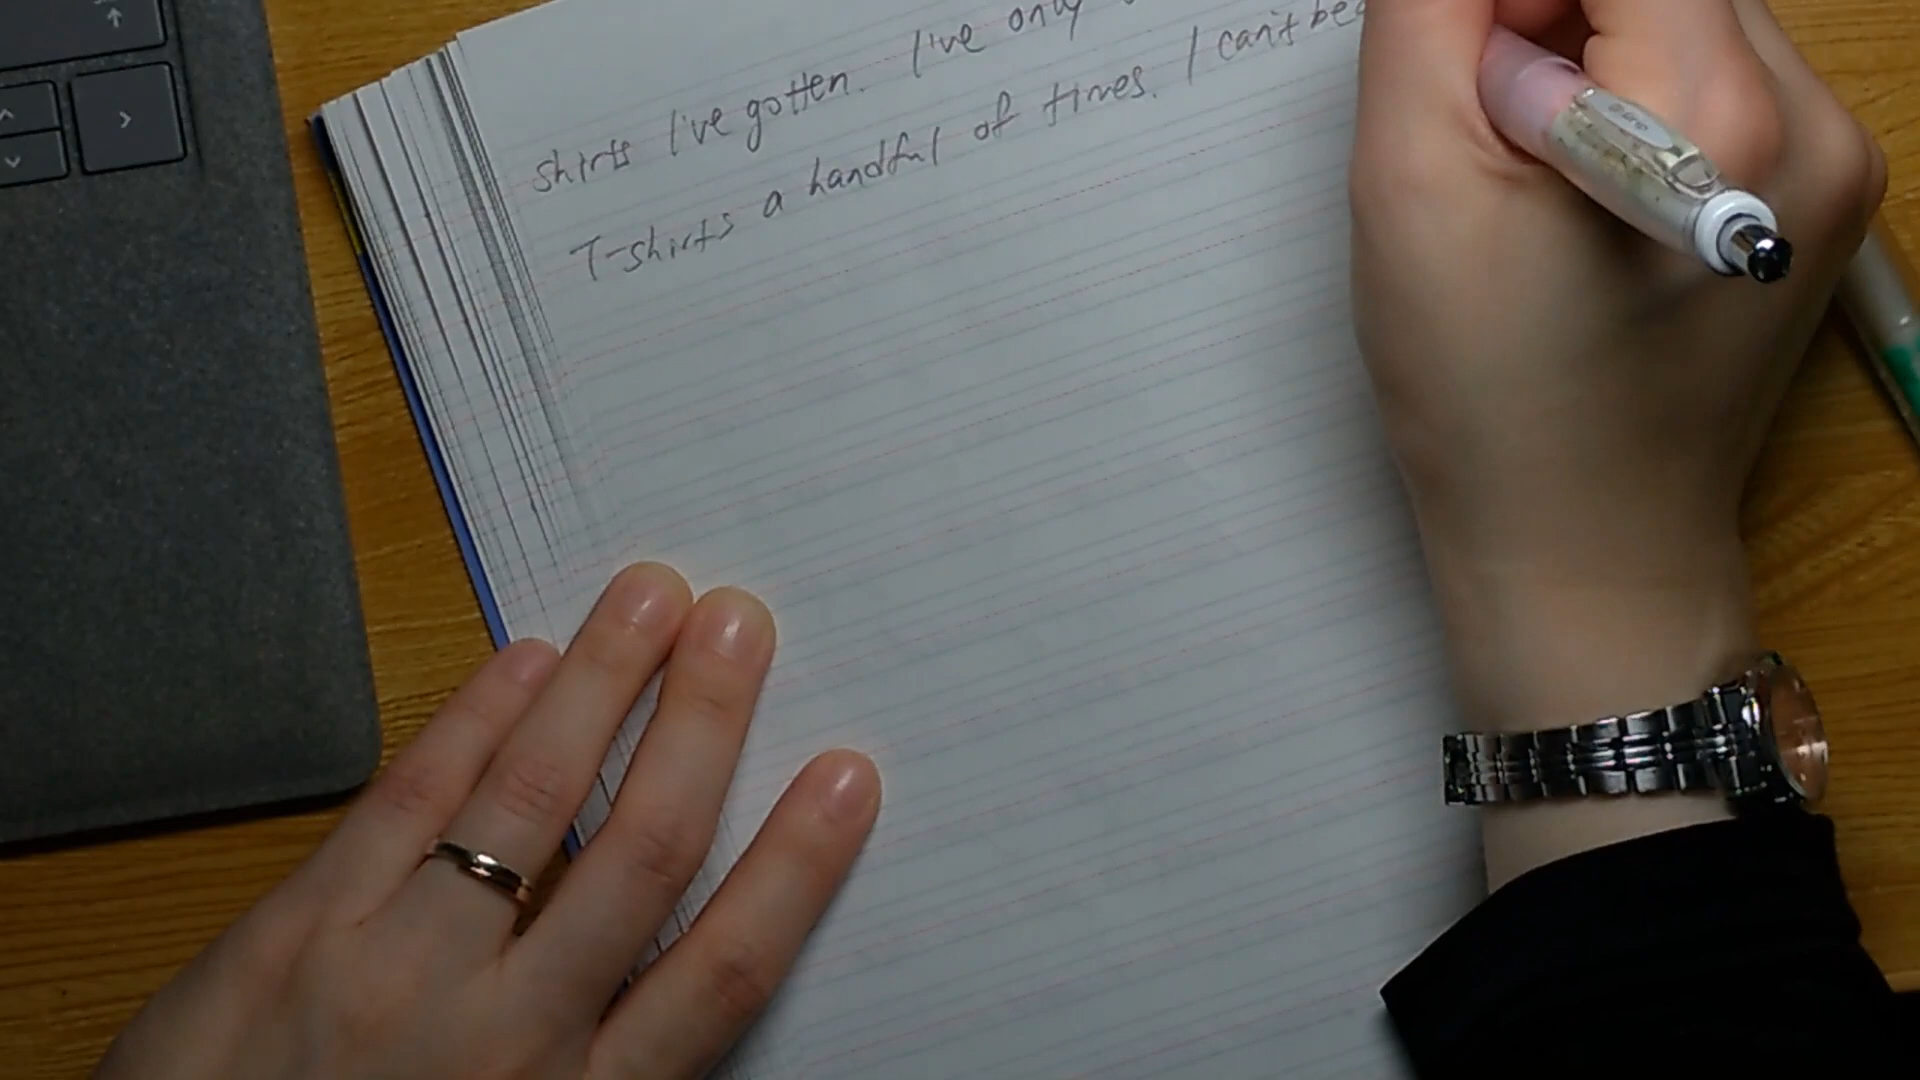 shirts I've gotten. I've only
T-shirts a handful of times. I can't